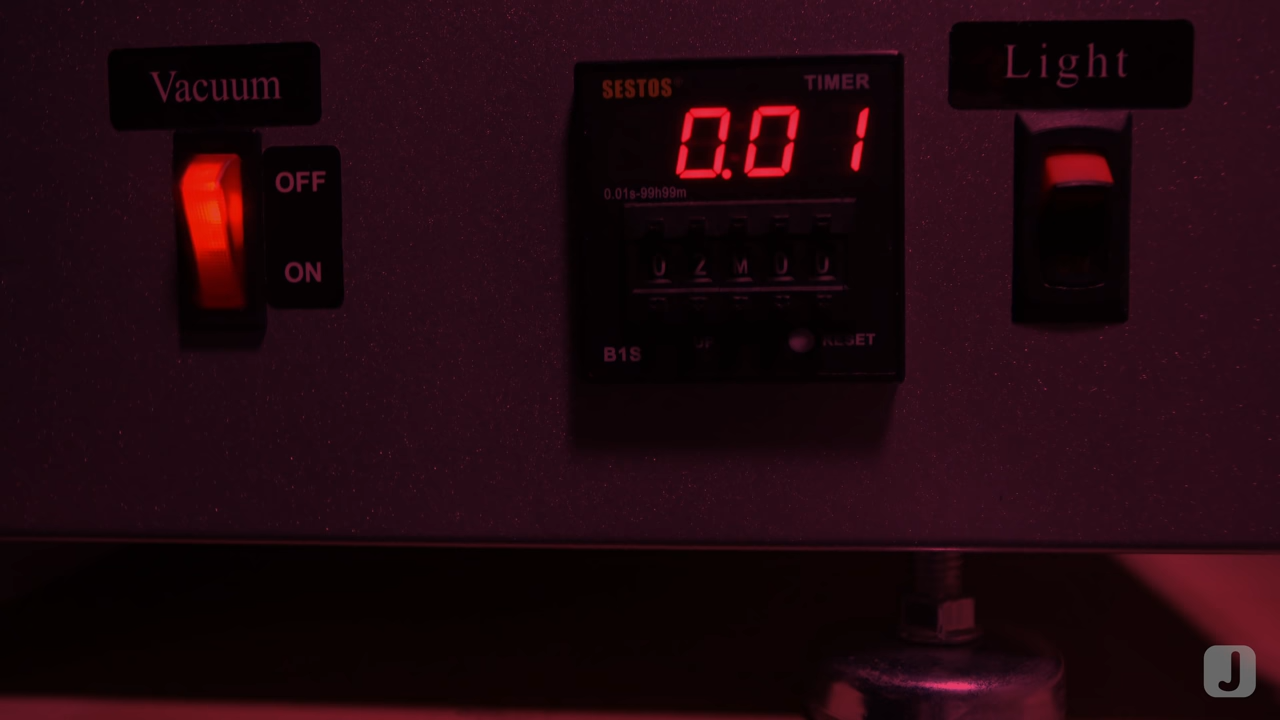 Vacuum
OFF
ON
SESTOS
TIMER
0.01
0.01s-99h99m
0 2 M 0 0
B1S
RESET
Light
J